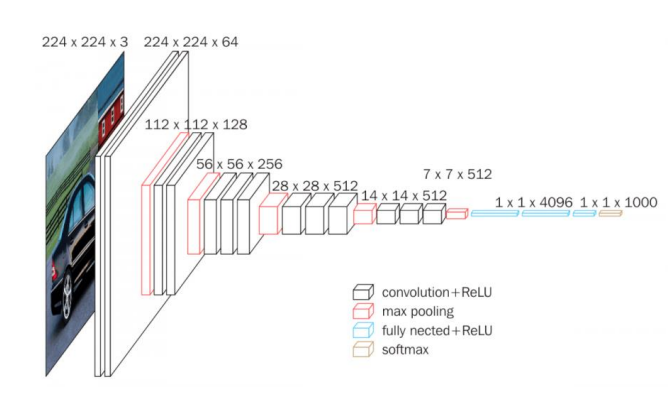 224 x 224 x 3
224 x 224 x 64
112 x 112 x 128
56 x 56 x 256
28 x 28 x 512
14 x 14 x 512
7 x 7 x 512
1 x 1 x 4096
1 x 1 x 1000
convolution+ReLU
max pooling
fully nected+ReLU
softmax